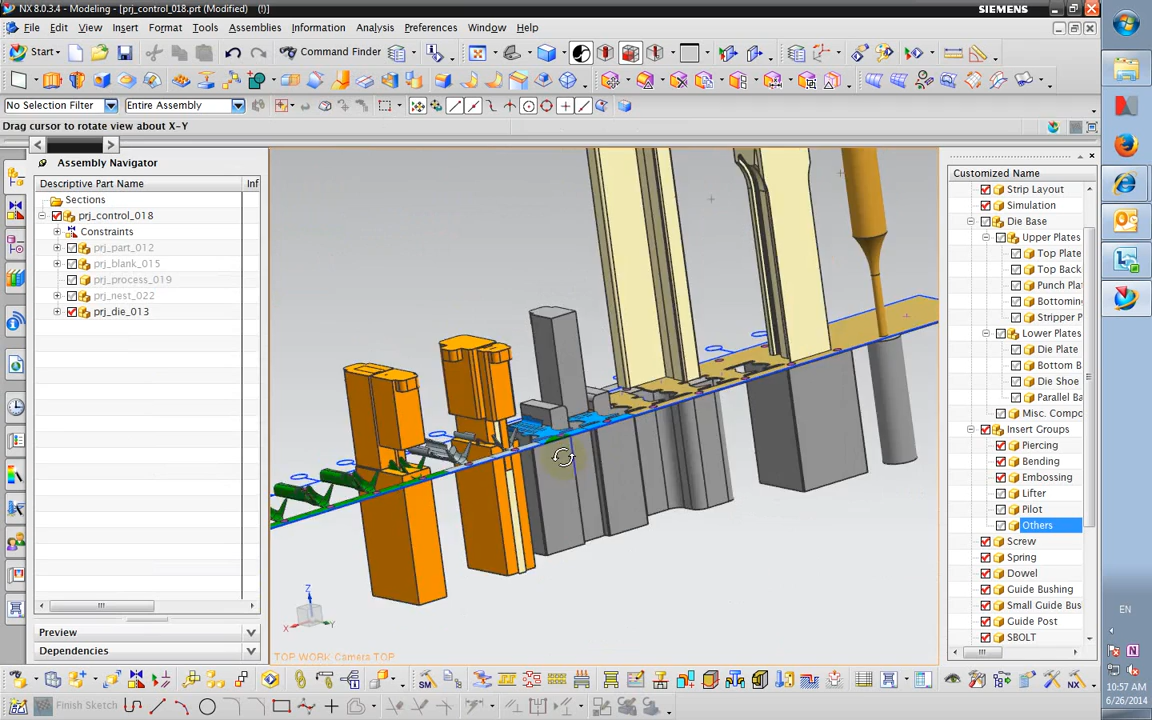 NX 8.0.3.4 - Modeling - [prj_control_018.prt (Modified) (!)]
SIEMENS
File Edit View Insert Format Tools Assemblies Information Analysis Preferences Window Help
Start
Command Finder
No Selection Filter
Entire Assembly
Drag cursor to rotate view about X-Y
Assembly Navigator
Descriptive Part Name
Inf
Sections
prj_control_018
Constraints
prj_part_012
prj_blank_015
prj_process_019
prj_nest_022
prj_die_013
Preview
Dependencies
Z
X
Y
TOP WORK Camera TOP
Customized Name
Strip Layout
Simulation
Die Base
Upper Plates
Top Plate
Top Back
Punch Pla
Bottoming
Stripper P
Lower Plates
Die Plate
Bottom B
Die Shoe
Parallel Ba
Misc. Compo
Insert Groups
Piercing
Bending
Embossing
Lifter
Pilot
Others
Screw
Spring
Dowel
Guide Bushing
Small Guide Bus
Guide Post
SBOLT
SM
NX
Finish Sketch
EN
N
10:57 AM
6/26/2014